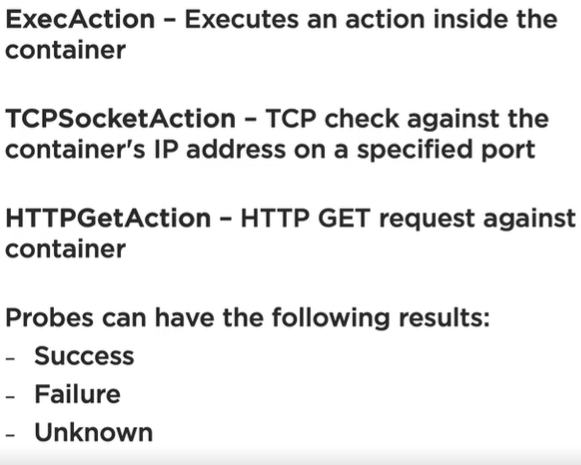 ExecAction – Executes an action inside the
container
TCPSocketAction – TCP check against the
container's IP address on a specified port
HTTPGetAction – HTTP GET request against
container
Probes can have the following results:
- Success
- Failure
- Unknown